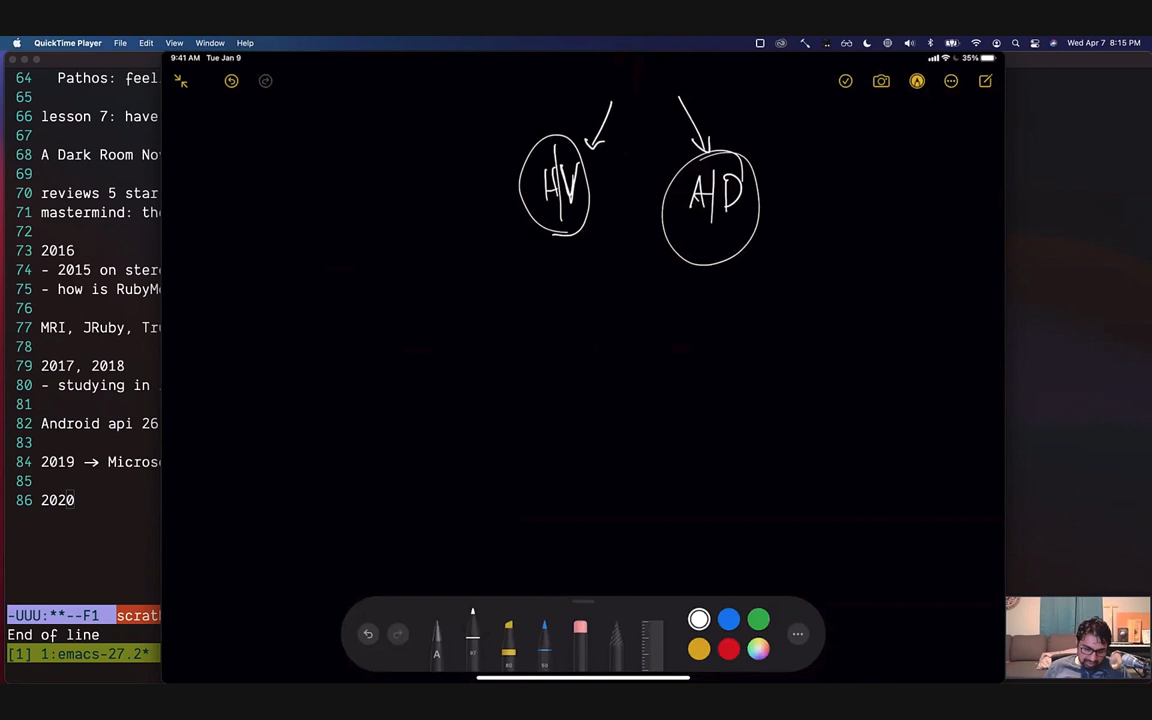 QuickTime Player File Edit View Window Help Wed Apr 7 8:15 PM
9:41 AM Tue Jan 9 35%
64 Pathos: feel
65
66 lesson 7: have
67
68 A Dark Room No
69
70 reviews 5 star
71 mastermind: th
72
73 2016
74 - 2015 on ster
75 - how is RubyM
76
77 MRI, JRuby, Tr
78
79 2017, 2018
80 - studying in
81
82 Android api 26
83
84 2019 → Micros
85
86 2020
H|V A|D
-UUU:**--F1 scrat
End of line
[1] 1:emacs-27.2*
A